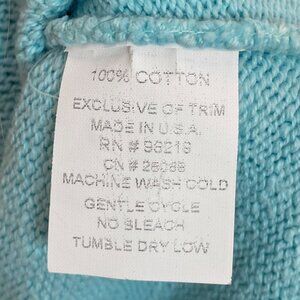 100% COTTON
EXCLUSIVE OF TRIM
MADE IN U.S.A.
RN # 96219
CN # 26288
MACHINE WASH COLD
GENTLE CYCLE
NO BLEACH
TUMBLE DRY LOW